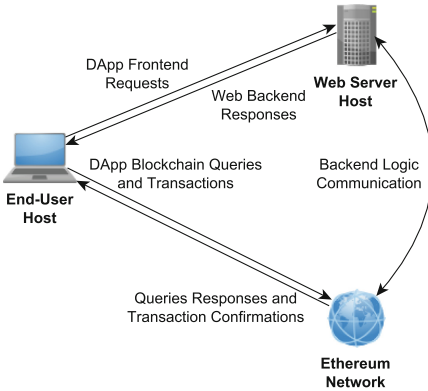 DApp Frontend
Requests
Web Server
Host
Web Backend
Responses
DApp Blockchain Queries
and Transactions
Backend Logic
Communication
End-User
Host
Queries Responses and
Transaction Confirmations
Ethereum
Network